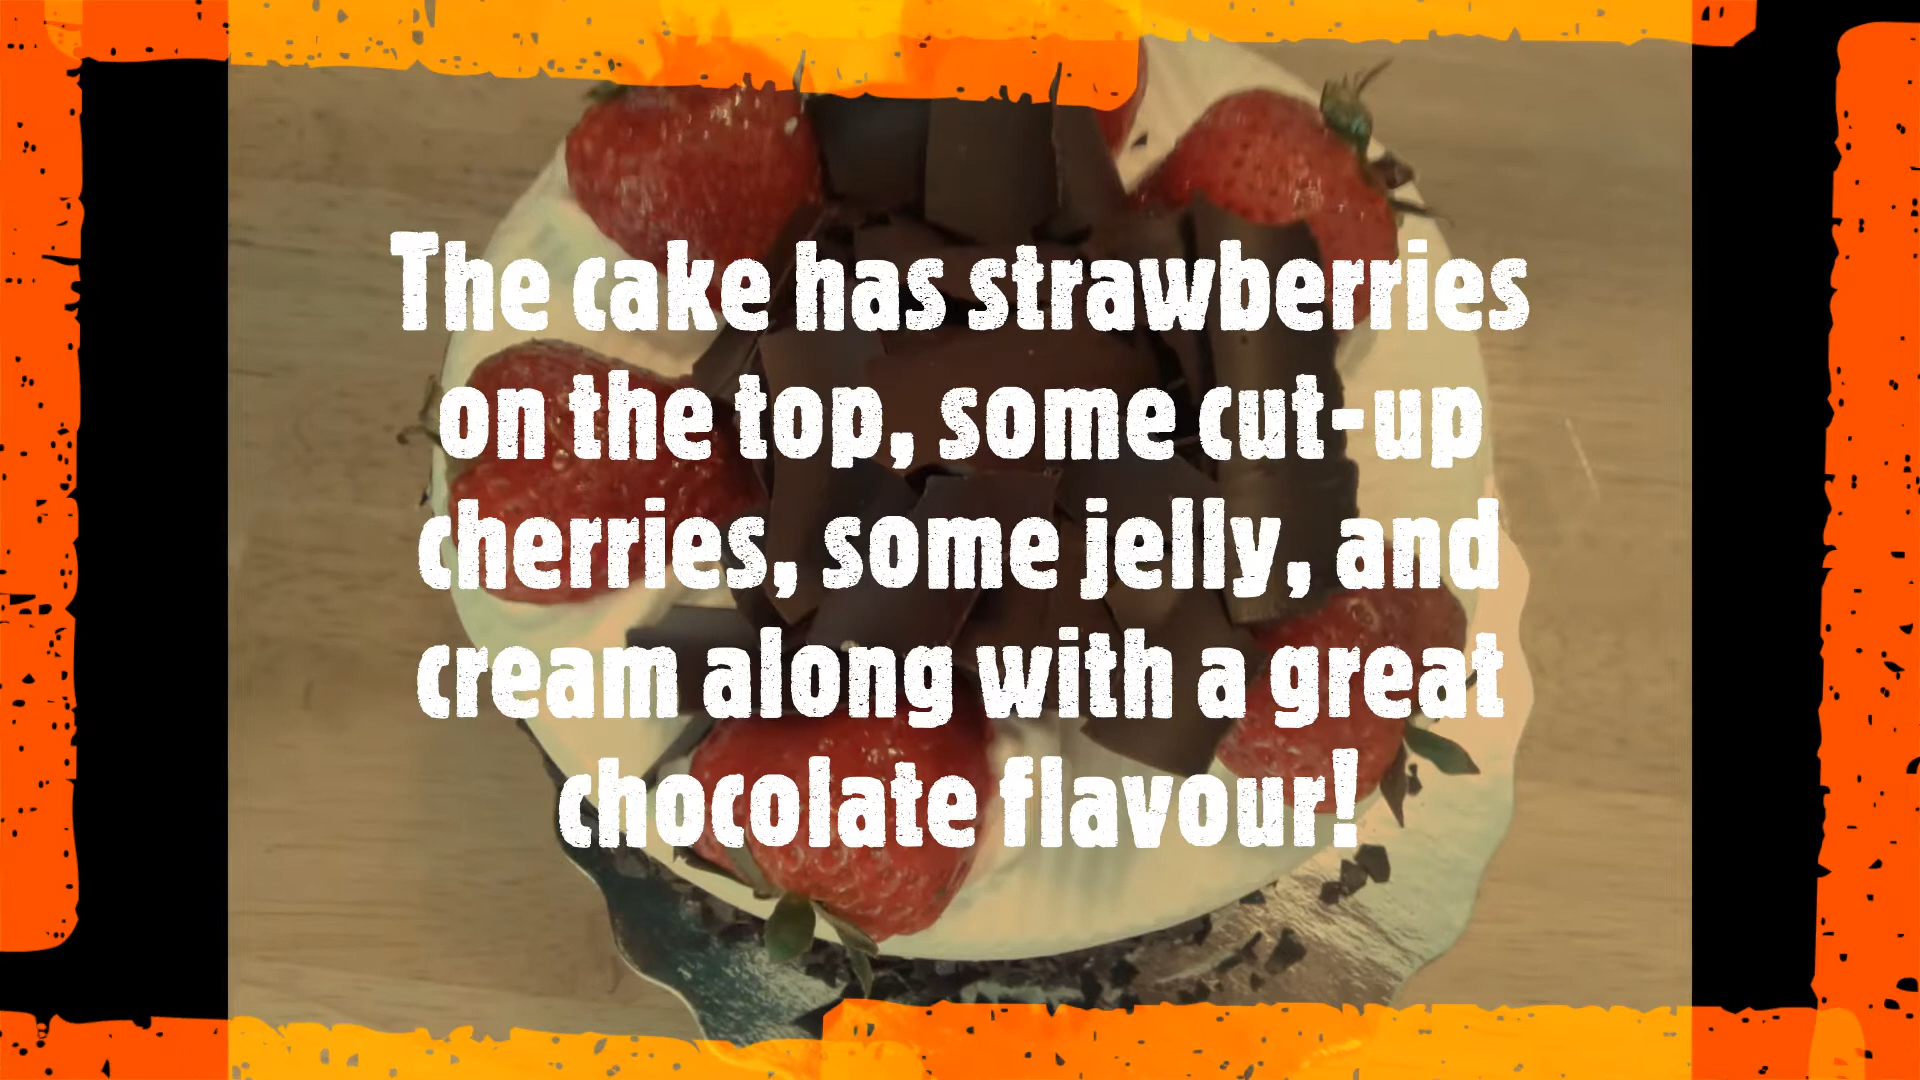 The cake has strawberries
on the top, some cut-up
cherries, some jelly, and
cream along with a great
chocolate flavour!